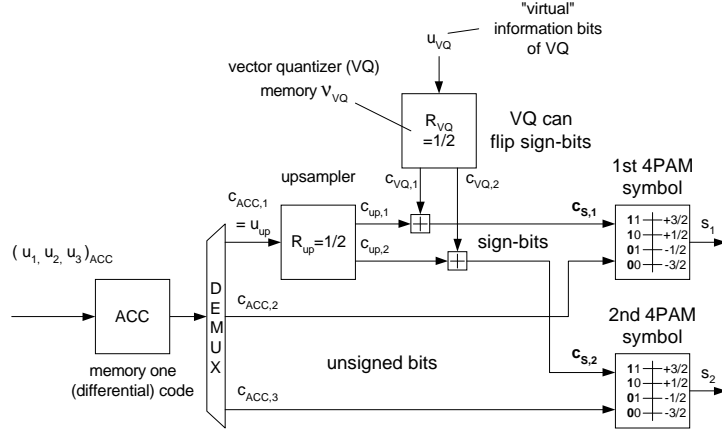 "virtual"
information bits
of VQ
u_VQ
vector quantizer (VQ)
memory ν_VQ
R_VQ
=1/2
VQ can
flip sign-bits
c_VQ,1
c_VQ,2
upsampler
1st 4PAM
symbol
c_ACC,1
= u_up
c_up,1
c_S,1
R_up=1/2
c_up,2
sign-bits
11 +3/2
10 +1/2
01 -1/2
00 -3/2
s_1
( u_1, u_2, u_3 )_ACC
ACC
DEMUX
c_ACC,2
2nd 4PAM
symbol
memory one
(differential) code
unsigned bits
c_S,2
11 +3/2
10 +1/2
01 -1/2
00 -3/2
s_2
c_ACC,3